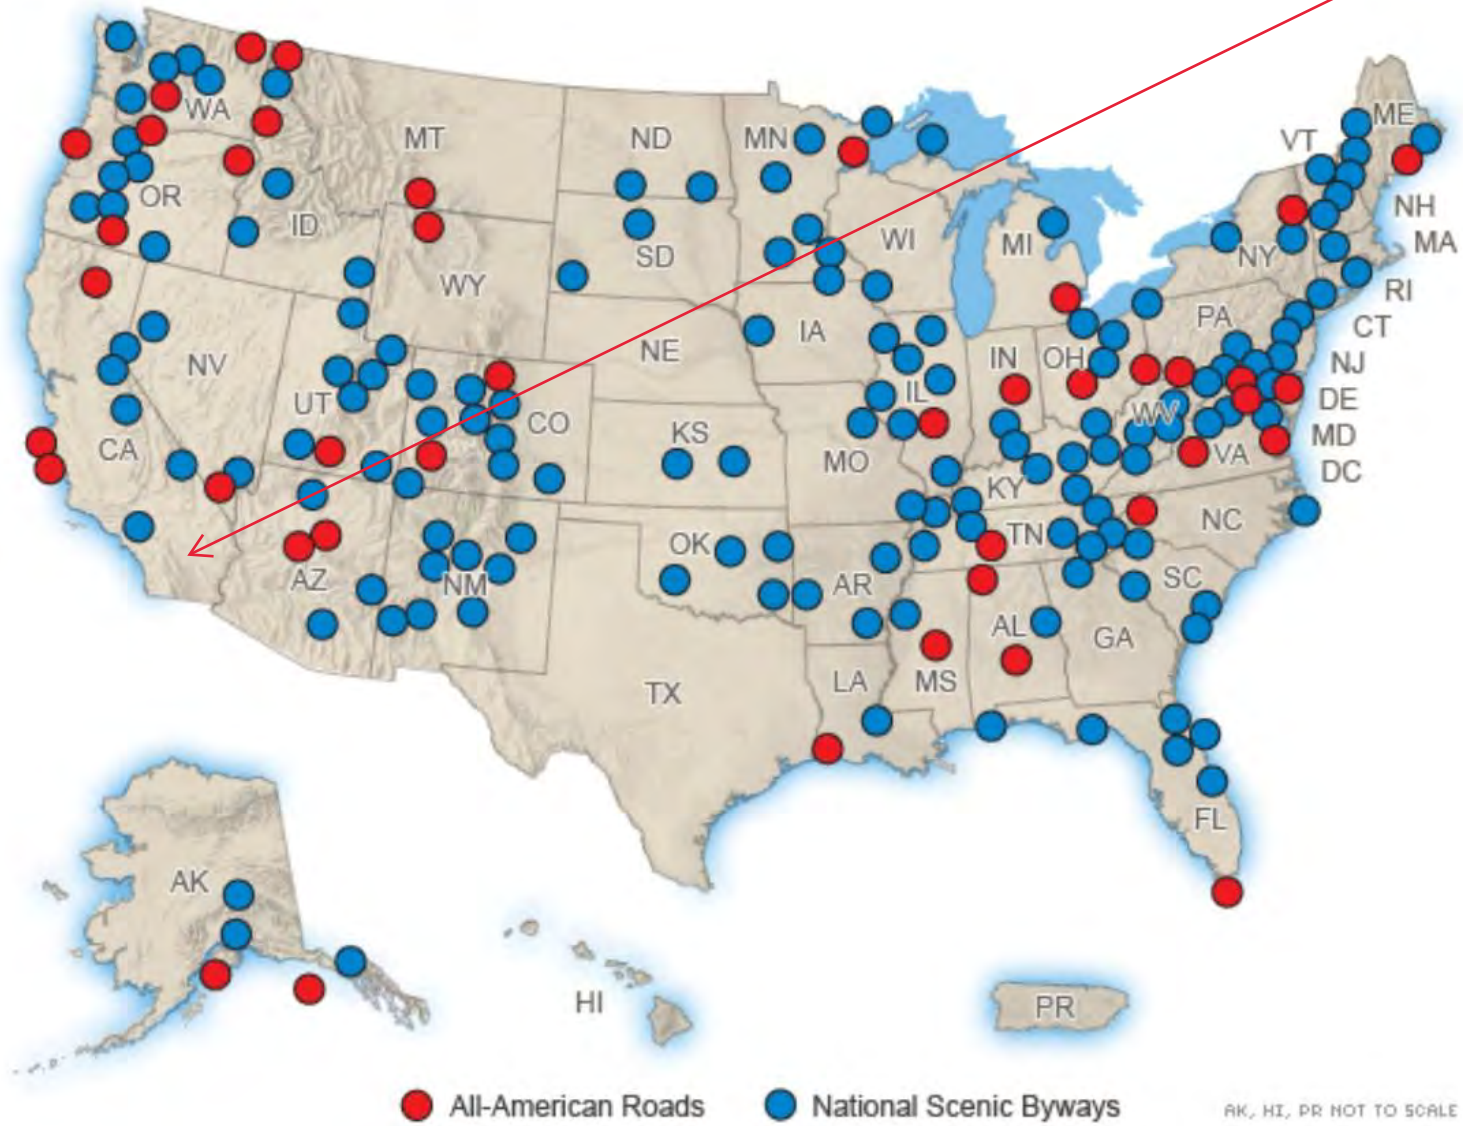 WA
MT
ND
MN
VT
ME
OR
ID
SD
WI
MI
NH
MA
WY
NY
RI
CT
IA
PA
NE
NV
IN
OH
NJ
UT
CO
IL
WV
DE
CA
KS
MO
VA
MD
DC
KY
NC
OK
TN
AZ
NM
AR
SC
AL
GA
TX
LA
MS
FL
AK
HI
PR
All-American Roads
National Scenic Byways
AK, HI, PR NOT TO SCALE